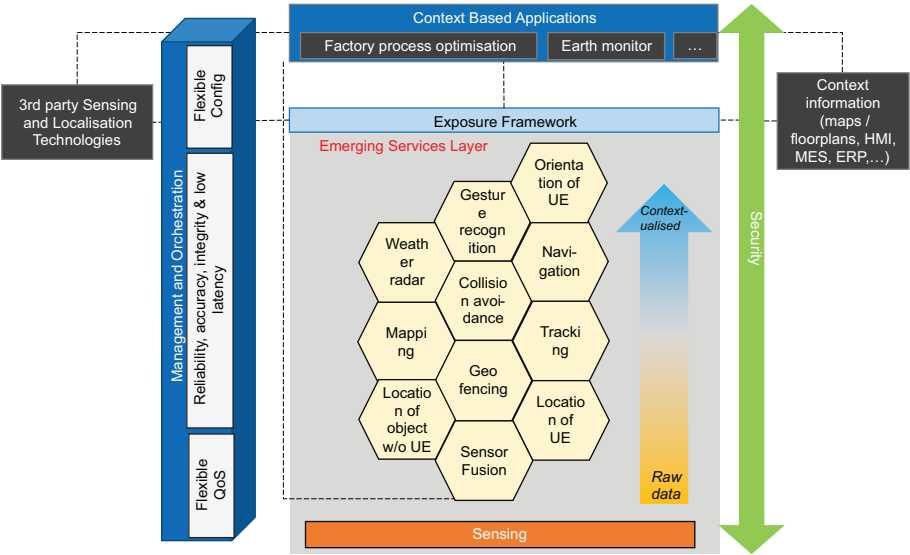 Context Based Applications
Factory process optimisation
Earth monitor
...
3rd party Sensing
and Localisation
Technologies
Management and Orchestration
Flexible
Config
Reliability, accuracy, integrity & low
latency
Flexible
QoS
Exposure Framework
Emerging Services Layer
Orienta
tion of
UE
Gestur
e
recog
nition
Weath
er
radar
Navi-
gation
Collisio
n avoi-
dance
Mappi
ng
Tracki
ng
Geo
fencing
Location of
object
w/o UE
Locatio
n of
UE
Sensor
Fusion
Context-
ualised
Raw
data
Sensing
Security
Context
information
(maps /
floorplans, HMI,
MES, ERP,...)